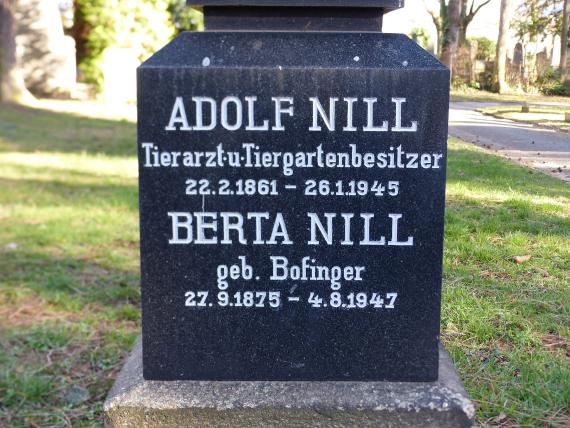 ADOLF NILL
Tierarzt u·Tiergartenbesitzer
22.2.1861 – 26.1.1945
BERTA NILL
geb. Bofinger
27.9.1875 – 4.8.1947